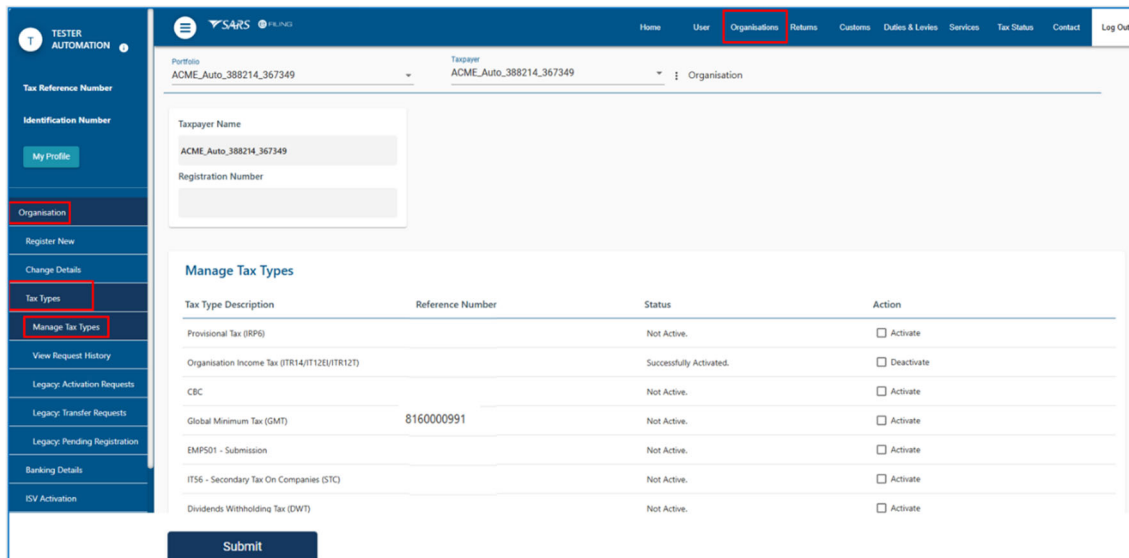 T
TESTER
AUTOMATION
Tax Reference Number
Identification Number
My Profile
Organisation
Register New
Change Details
Tax Types
Manage Tax Types
View Request History
Legacy: Activation Requests
Legacy: Transfer Requests
Legacy: Pending Registration
Banking Details
ISV Activation
SARS eFILING
Home User Organisations Returns Customs Duties & Levies Services Tax Status Contact Log Out
Portfolio
ACME_Auto_388214_367349
Taxpayer
ACME_Auto_388214_367349
Organisation
Taxpayer Name
ACME_Auto_388214_367349
Registration Number
Manage Tax Types
Tax Type Description Reference Number Status Action
Provisional Tax (IRP6) Not Active. Activate
Organisation Income Tax (ITR14/IT12EI/ITR12T) Successfully Activated. Deactivate
CBC Not Active. Activate
Global Minimum Tax (GMT) 8160000991 Not Active. Activate
EMP501 - Submission Not Active. Activate
IT56 - Secondary Tax On Companies (STC) Not Active. Activate
Dividends Withholding Tax (DWT) Not Active. Activate
Submit